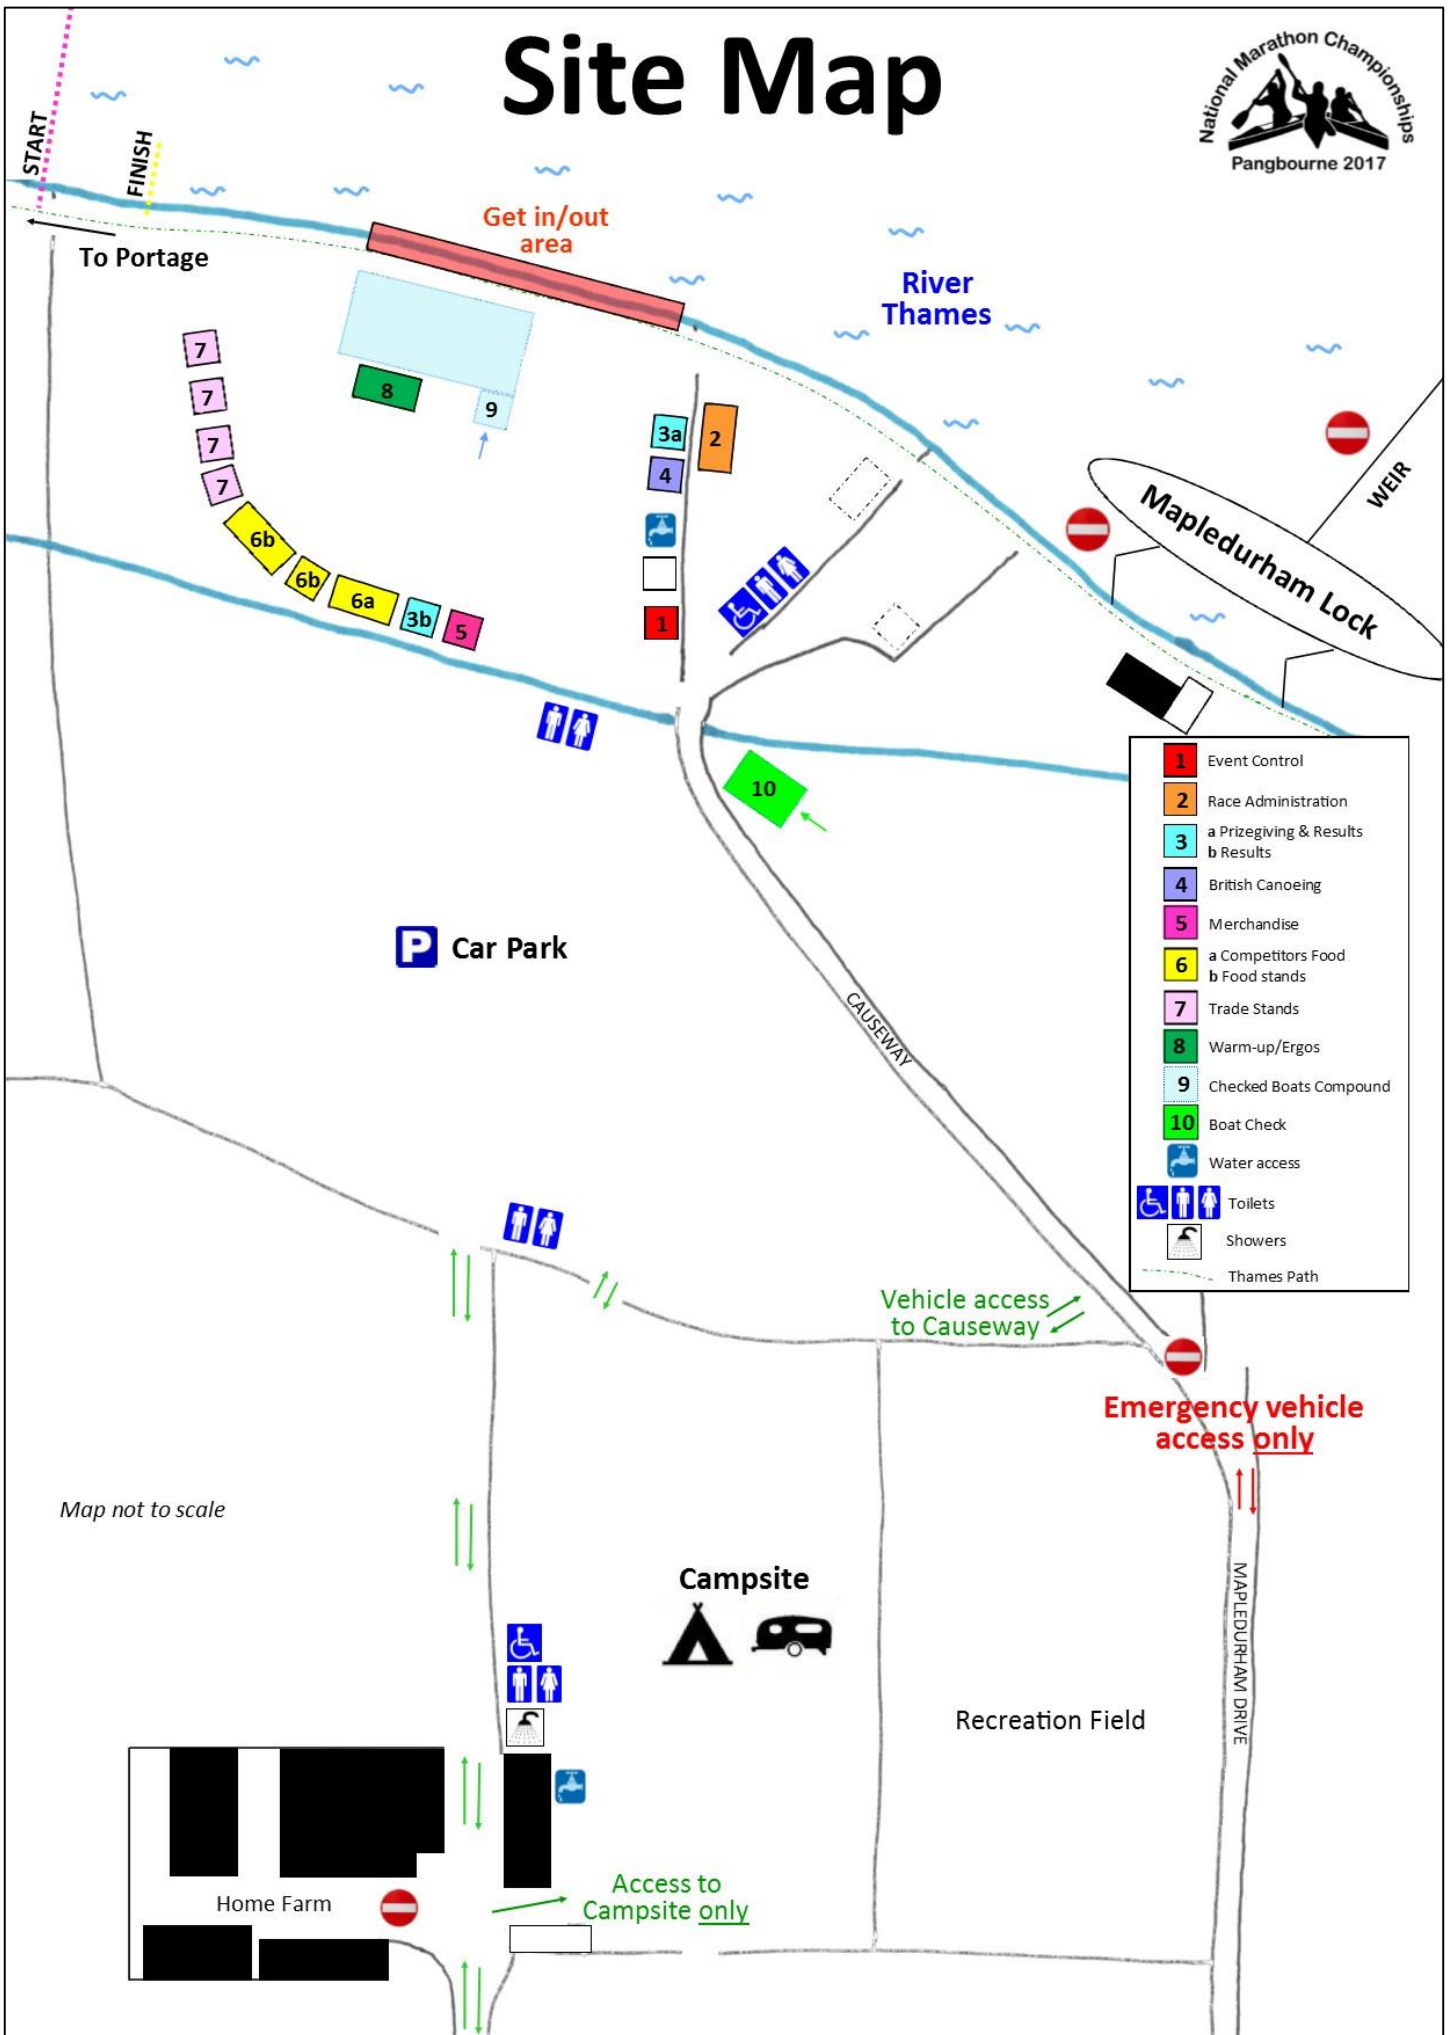 Site Map
National Marathon Championships
Pangbourne 2017
START
FINISH
To Portage
Get in/out
area
River
Thames
WEIR
Mapledurham Lock
7
7
7
7
8
9
3a
2
4
1
6b
6b
6a
3b
5
10
P Car Park
CAUSEWAY
1 Event Control
2 Race Administration
3 a Prizegiving & Results
b Results
4 British Canoeing
5 Merchandise
6 a Competitors Food
b Food stands
7 Trade Stands
8 Warm-up/Ergos
9 Checked Boats Compound
10 Boat Check
Water access
Toilets
Showers
Thames Path
Vehicle access
to Causeway
Emergency vehicle
access only
Map not to scale
Campsite
MAPLEDURHAM DRIVE
Recreation Field
Home Farm
Access to
Campsite only